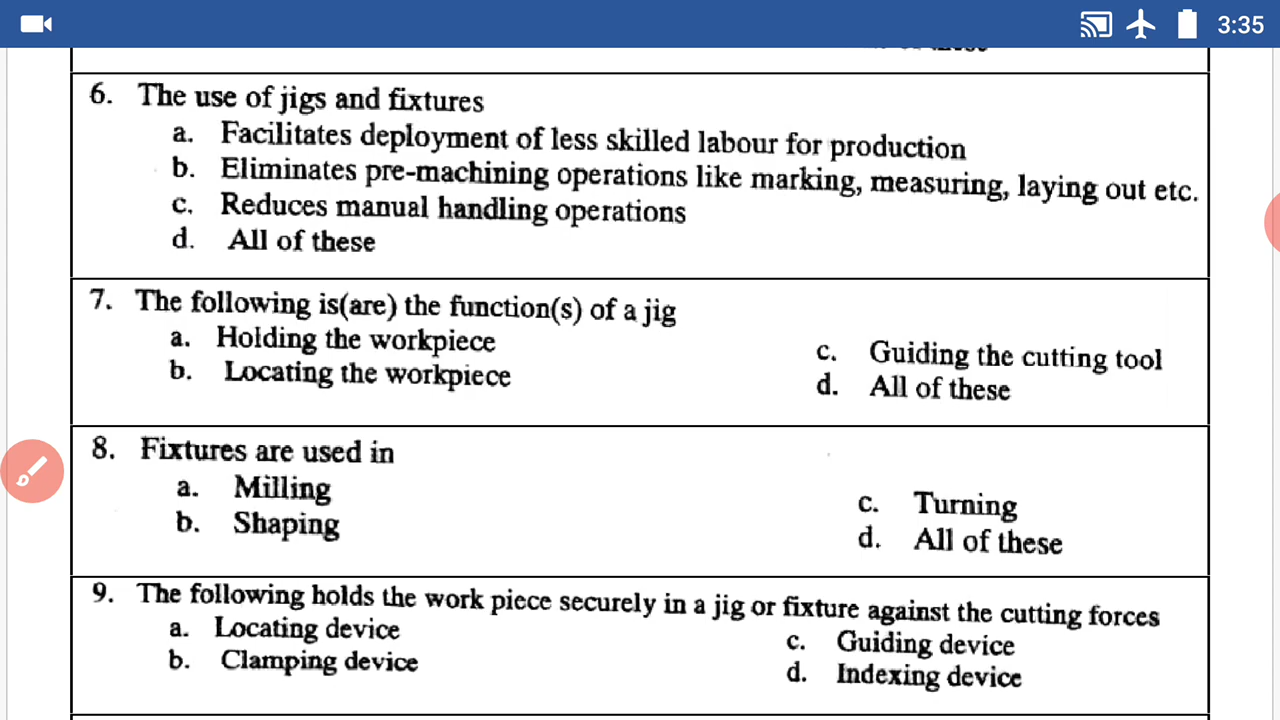 3:35
6. The use of jigs and fixtures
a. Facilitates deployment of less skilled labour for production
b. Eliminates pre-machining operations like marking, measuring, laying out etc.
c. Reduces manual handling operations
d. All of these
7. The following is(are) the function(s) of a jig
a. Holding the workpiece
b. Locating the workpiece
c. Guiding the cutting tool
d. All of these
8. Fixtures are used in
a. Milling
b. Shaping
c. Turning
d. All of these
9. The following holds the work piece securely in a jig or fixture against the cutting forces
a. Locating device
b. Clamping device
c. Guiding device
d. Indexing device